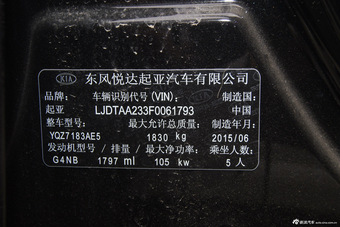 KIA 东风悦达起亚汽车有限公司
品牌: 车辆识别代号(VIN): 制造国:
起亚 LJDTAA233F0061793 中国
整车型号: 最大允许总质量: 制造年月:
YQZ7183AE5 1830 kg 2015/06
发动机型号 / 排量 / 最大净功率: 乘坐人数:
G4NB 1797 ml 105 kw 5 人